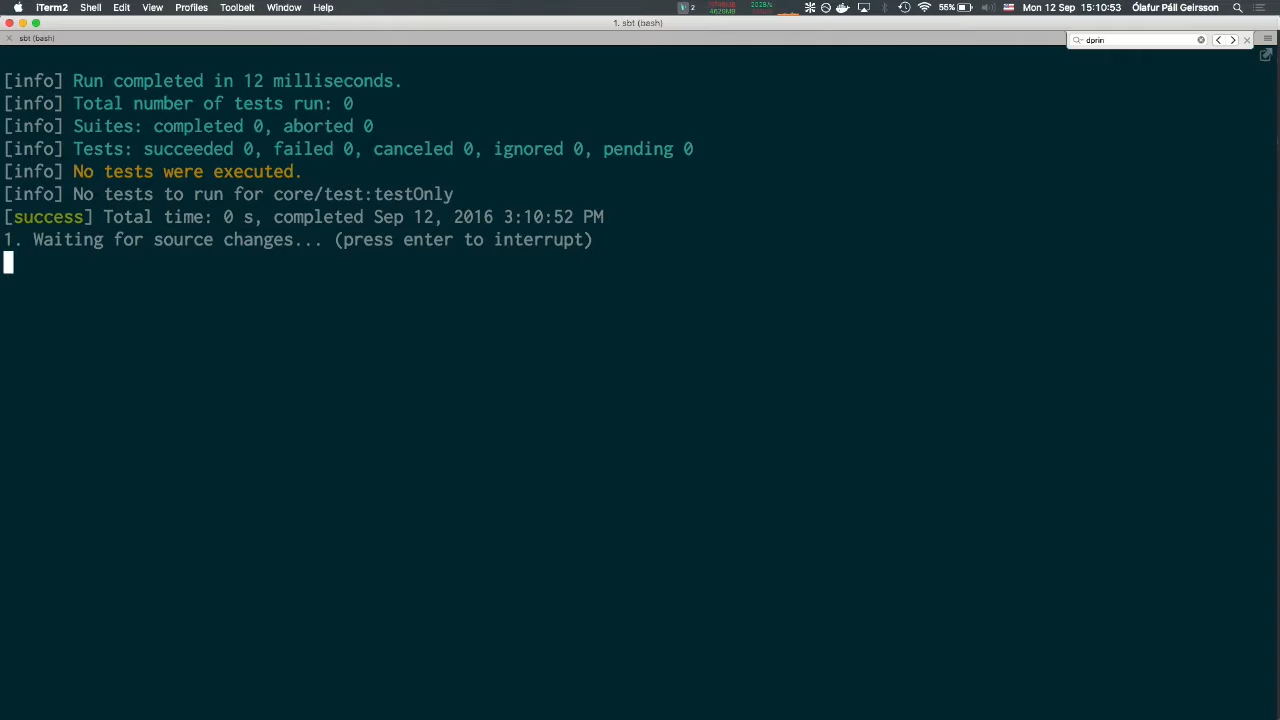 iTerm2 Shell Edit View Profiles Toolbelt Window Help 2 55% Mon 12 Sep 15:10:53 Ólafur Páll Geirsson
1. sbt (bash)
sbt (bash)
dprin
[info] Run completed in 12 milliseconds.
[info] Total number of tests run: 0
[info] Suites: completed 0, aborted 0
[info] Tests: succeeded 0, failed 0, canceled 0, ignored 0, pending 0
[info] No tests were executed.
[info] No tests to run for core/test:testOnly
[success] Total time: 0 s, completed Sep 12, 2016 3:10:52 PM
1. Waiting for source changes... (press enter to interrupt)